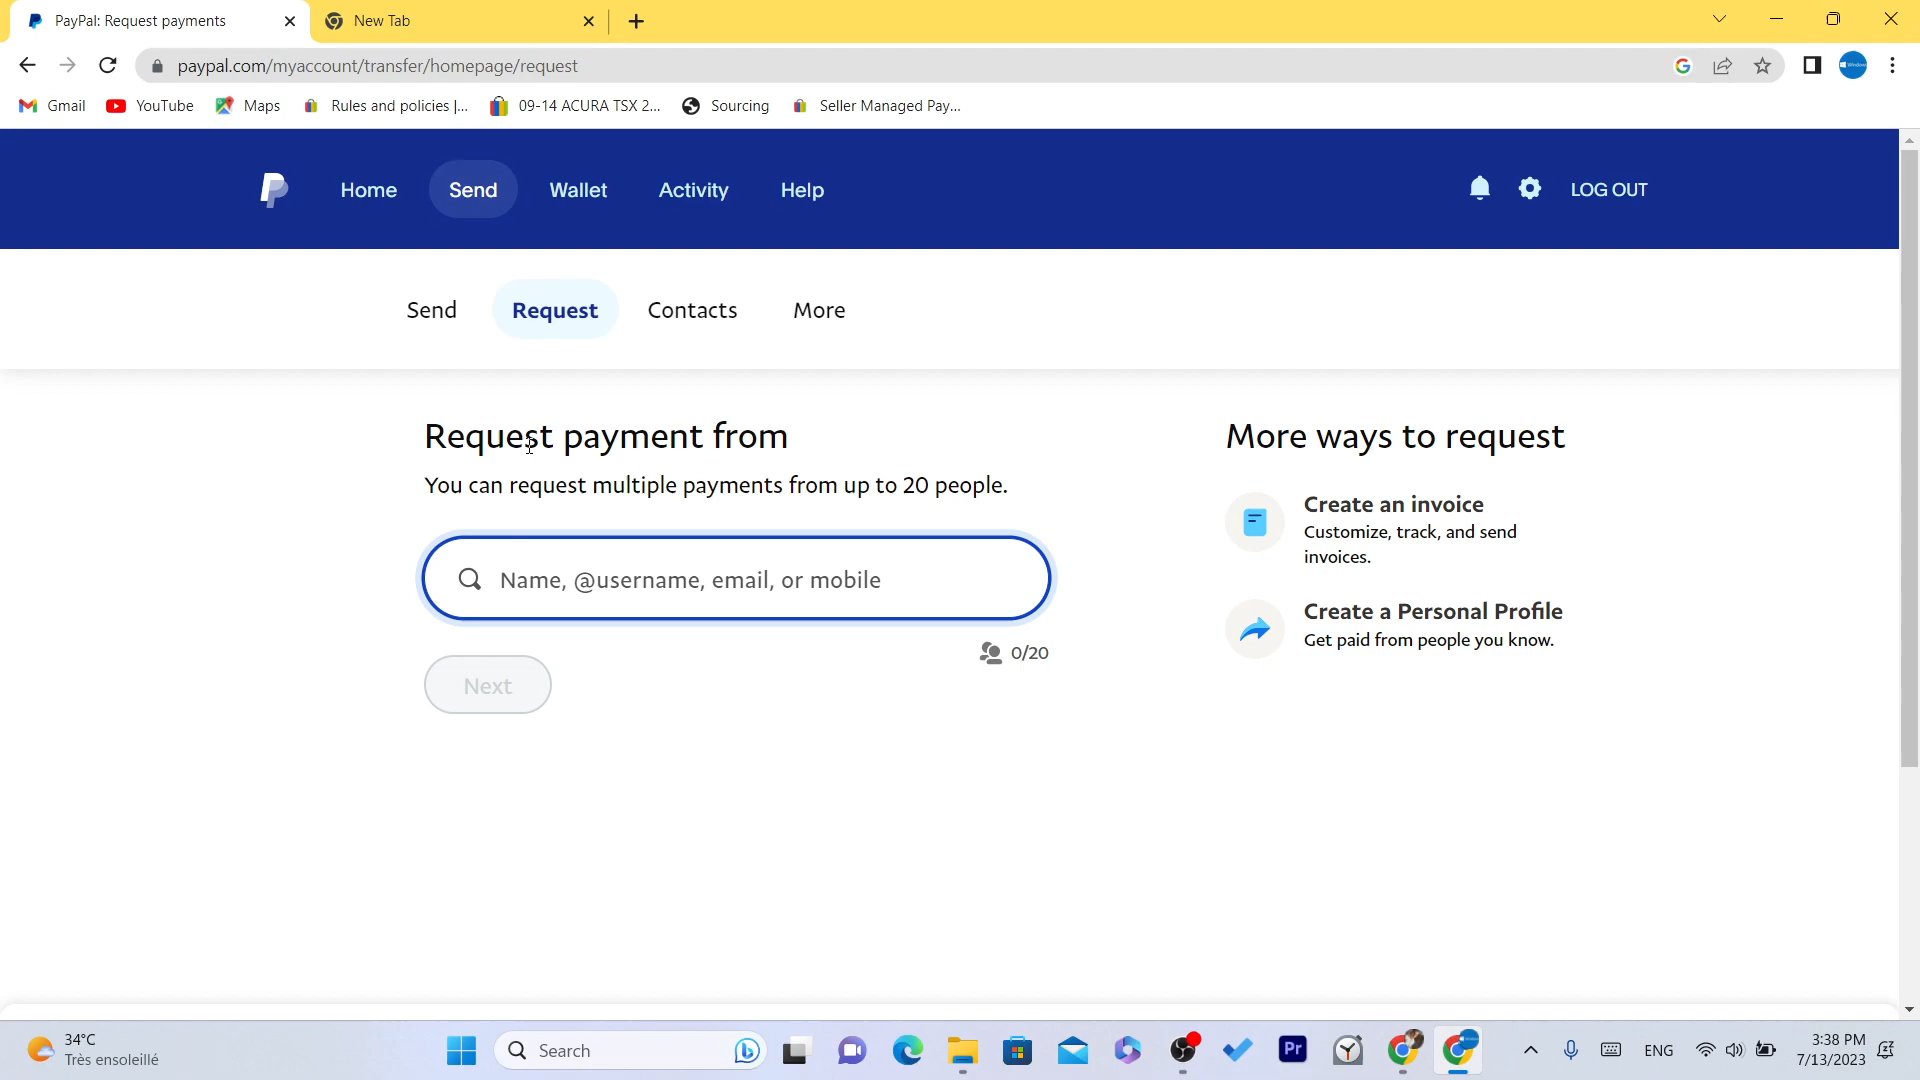 PayPal: Request payments
New Tab
paypal.com/myaccount/transfer/homepage/request
Gmail
YouTube
Maps
Rules and policies |...
09-14 ACURA TSX 2...
Sourcing
Seller Managed Pay...
Home
Send
Wallet
Activity
Help
LOG OUT
Send
Request
Contacts
More
Request payment from
You can request multiple payments from up to 20 people.
Name, @username, email, or mobile
0/20
Next
More ways to request
Create an invoice
Customize, track, and send
invoices.
Create a Personal Profile
Get paid from people you know.
34°C
Très ensoleillé
Search
Pr
ENG
3:38 PM
7/13/2023